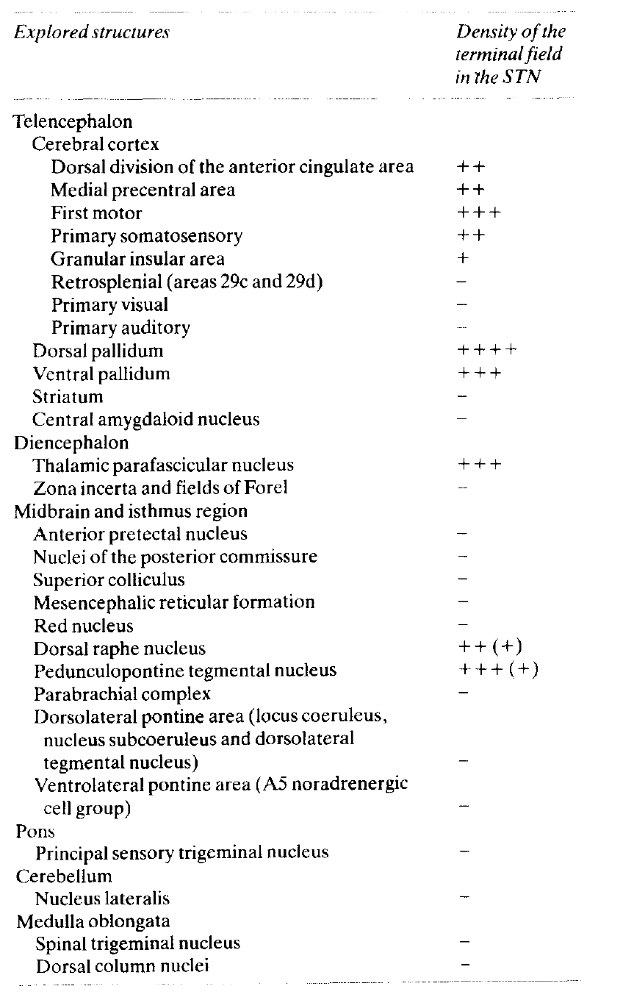 Explored structures Density of the
terminal field
in the STN
Telencephalon
Cerebral cortex
Dorsal division of the anterior cingulate area ++
Medial precentral area ++
First motor +++
Primary somatosensory ++
Granular insular area +
Retrosplenial (areas 29c and 29d) –
Primary visual –
Primary auditory –
Dorsal pallidum ++++
Ventral pallidum +++
Striatum –
Central amygdaloid nucleus –
Diencephalon
Thalamic parafascicular nucleus +++
Zona incerta and fields of Forel –
Midbrain and isthmus region
Anterior pretectal nucleus –
Nuclei of the posterior commissure –
Superior colliculus –
Mesencephalic reticular formation –
Red nucleus –
Dorsal raphe nucleus ++(+)
Pedunculopontine tegmental nucleus +++(+)
Parabrachial complex –
Dorsolateral pontine area (locus coeruleus,
nucleus subcoeruleus and dorsolateral
tegmental nucleus) –
Ventrolateral pontine area (A5 noradrenergic
cell group) –
Pons
Principal sensory trigeminal nucleus –
Cerebellum
Nucleus lateralis –
Medulla oblongata
Spinal trigeminal nucleus –
Dorsal column nuclei –